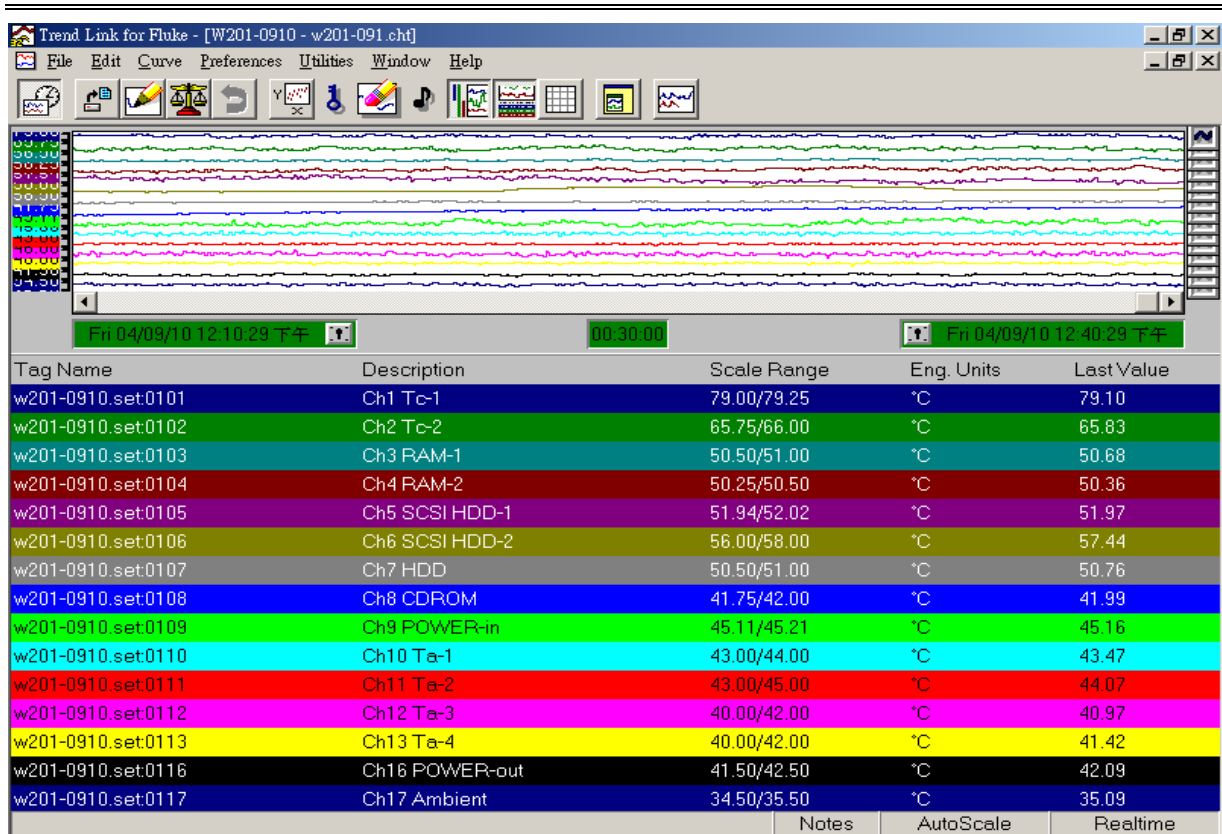 Trend Link for Fluke - [W201-0910 - w201-091.cht]
File Edit Curve Preferences Utilities Window Help
Fri 04/09/10 12:10:29 下午 00:30:00 Fri 04/09/10 12:40:29 下午
Tag Name Description Scale Range Eng. Units Last Value
w201-0910.set:0101 Ch1 Tc-1 79.00/79.25 °C 79.10
w201-0910.set:0102 Ch2 Tc-2 65.75/66.00 °C 65.83
w201-0910.set:0103 Ch3 RAM-1 50.50/51.00 °C 50.68
w201-0910.set:0104 Ch4 RAM-2 50.25/50.50 °C 50.36
w201-0910.set:0105 Ch5 SCSI HDD-1 51.94/52.02 °C 51.97
w201-0910.set:0106 Ch6 SCSI HDD-2 56.00/58.00 °C 57.44
w201-0910.set:0107 Ch7 HDD 50.50/51.00 °C 50.76
w201-0910.set:0108 Ch8 CDROM 41.75/42.00 °C 41.99
w201-0910.set:0109 Ch9 POWER-in 45.11/45.21 °C 45.16
w201-0910.set:0110 Ch10 Ta-1 43.00/44.00 °C 43.47
w201-0910.set:0111 Ch11 Ta-2 43.00/45.00 °C 44.07
w201-0910.set:0112 Ch12 Ta-3 40.00/42.00 °C 40.97
w201-0910.set:0113 Ch13 Ta-4 40.00/42.00 °C 41.42
w201-0910.set:0116 Ch16 POWER-out 41.50/42.50 °C 42.09
w201-0910.set:0117 Ch17 Ambient 34.50/35.50 °C 35.09
Notes AutoScale Realtime